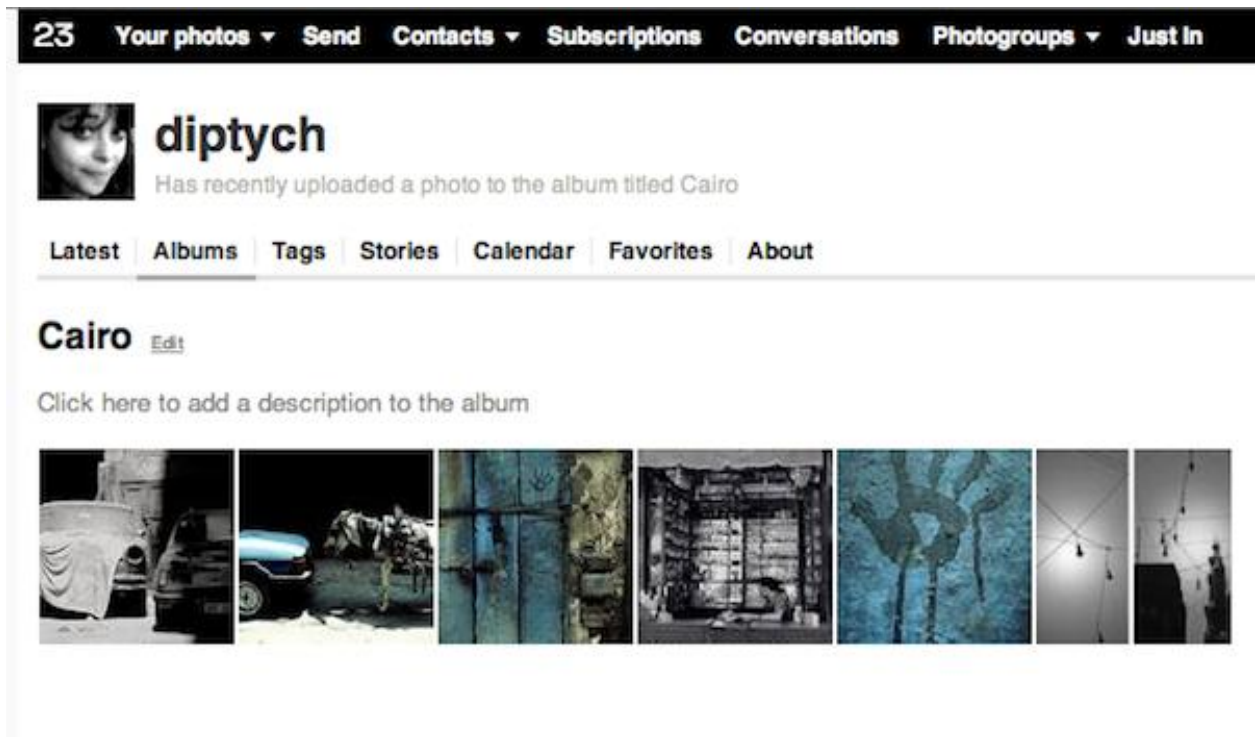 23 Your photos Send Contacts Subscriptions Conversations Photogroups Just In
diptych
Has recently uploaded a photo to the album titled Cairo
Latest Albums Tags Stories Calendar Favorites About
Cairo Edit
Click here to add a description to the album